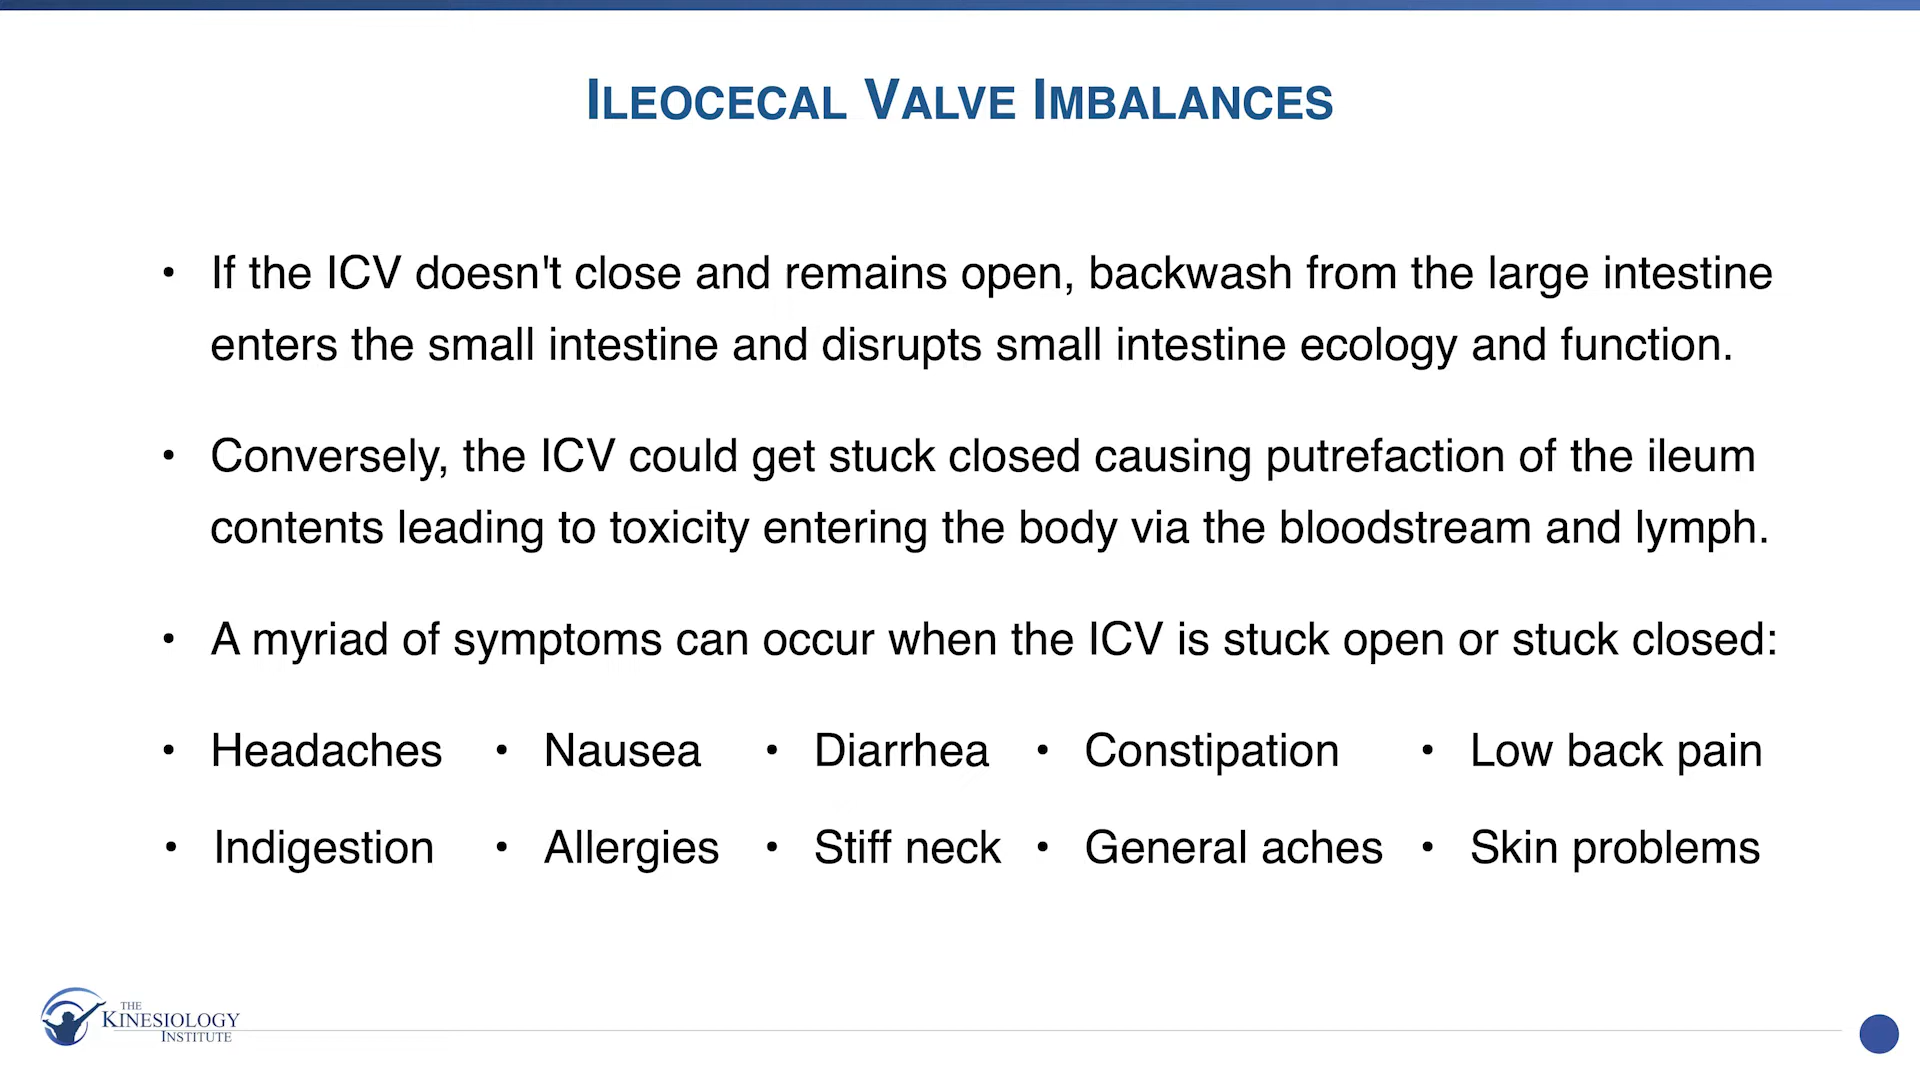 ILEOCECAL VALVE IMBALANCES
• If the ICV doesn't close and remains open, backwash from the large intestine
enters the small intestine and disrupts small intestine ecology and function.
• Conversely, the ICV could get stuck closed causing putrefaction of the ileum
contents leading to toxicity entering the body via the bloodstream and lymph.
• A myriad of symptoms can occur when the ICV is stuck open or stuck closed:
• Headaches • Nausea • Diarrhea • Constipation • Low back pain
• Indigestion • Allergies • Stiff neck • General aches • Skin problems
THE
KINESIOLOGY
INSTITUTE